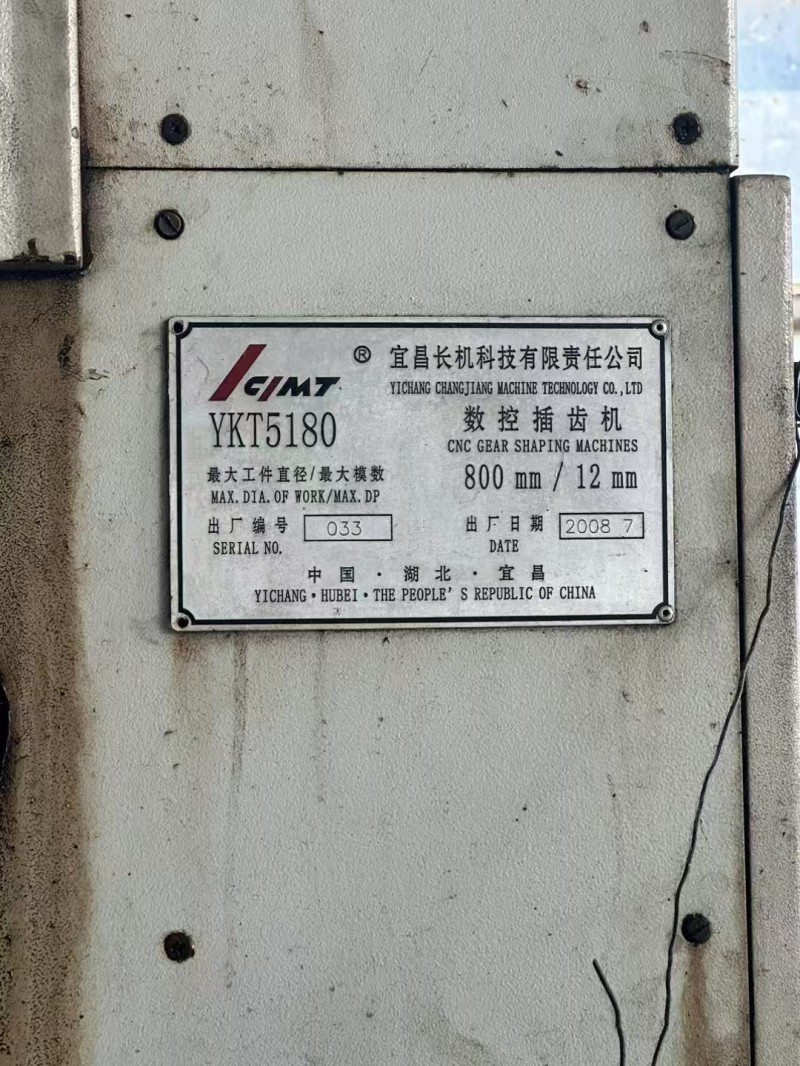 YCJMT ® 宜昌长机科技有限责任公司
YICHANG CHANGJIANG MACHINE TECHNOLOGY CO.,LTD
YKT5180 数控插齿机
CNC GEAR SHAPING MACHINES
最大工件直径/最大模数 800 mm / 12 mm
MAX.DIA.OF WORK/MAX.DP
出厂编号 033 出厂日期 2008 7
SERIAL NO. DATE
中国·湖北·宜昌
YICHANG·HUBEI·THE PEOPLE'S REPUBLIC OF CHINA